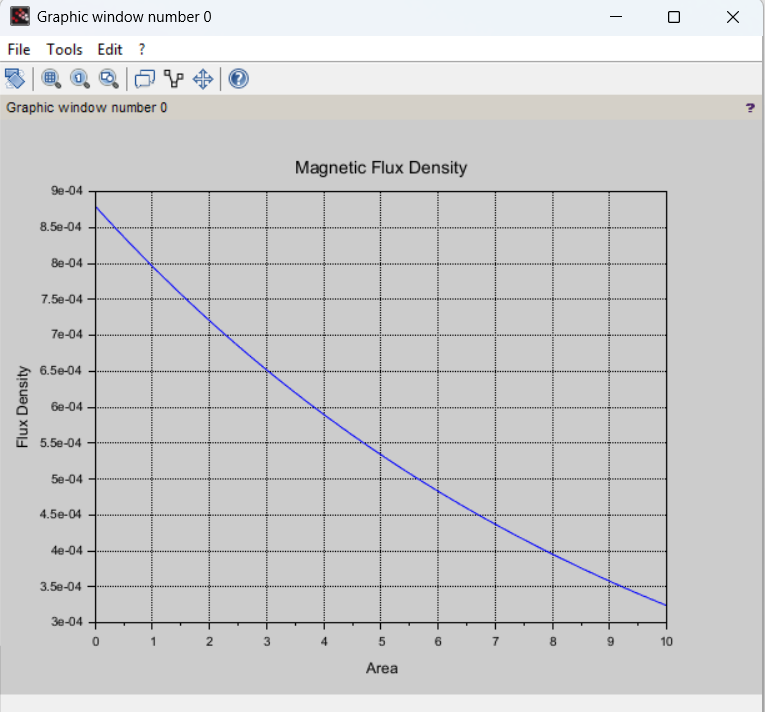 Graphic window number 0
File Tools Edit ?
Graphic window number 0 ?
Magnetic Flux Density
9e-04
8.5e-04
8e-04
7.5e-04
7e-04
6.5e-04
6e-04
5.5e-04
5e-04
4.5e-04
4e-04
3.5e-04
3e-04
Flux Density
0 1 2 3 4 5 6 7 8 9 10
Area